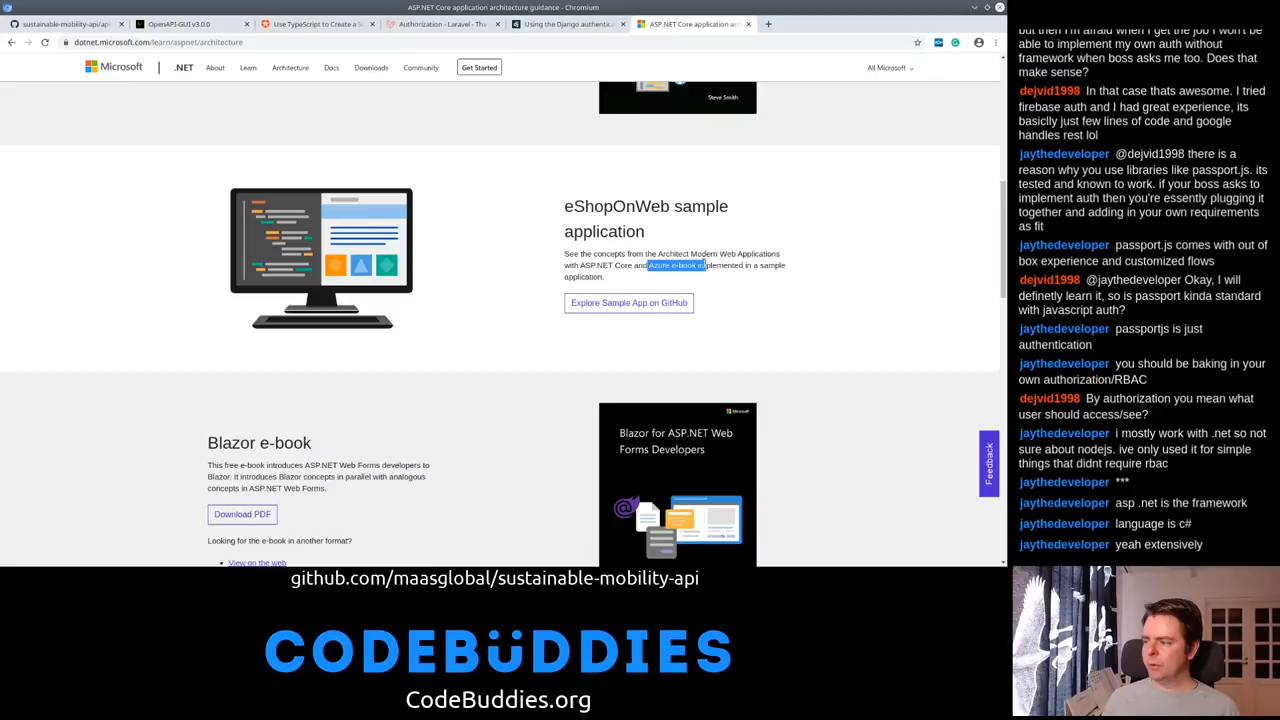 ASP.NET Core application architecture guidance - Chromium
sustainable-mobility-api/api
OpenAPI-GUI v3.0.0
Use TypeScript to Create a S
Authorization - Laravel - The
Using the Django authenticat
ASP.NET Core application arc
dotnet.microsoft.com/learn/aspnet/architecture
Microsoft
.NET
About
Learn
Architecture
Docs
Downloads
Community
Get Started
All Microsoft
Steve Smith
eShopOnWeb sample
application
See the concepts from the Architect Modern Web Applications
with ASP.NET Core and Azure e-book implemented in a sample
application.
Explore Sample App on GitHub
Blazor e-book
This free e-book introduces ASP.NET Web Forms developers to
Blazor. It introduces Blazor concepts in parallel with analogous
concepts in ASP.NET Web Forms.
Download PDF
Looking for the e-book in another format?
View on the web
Microsoft
Blazor for ASP.NET Web
Forms Developers
Feedback
but then I'm afraid when I get the job I won't be
able to implement my own auth without
framework when boss asks me too. Does that
make sense?
dejvid1998 In that case thats awesome. I tried
firebase auth and I had great experience, its
basiclly just few lines of code and google
handles rest lol
jaythedeveloper @dejvid1998 there is a
reason why you use libraries like passport.js. its
tested and known to work. if your boss asks to
implement auth then you're essently plugging it
together and adding in your own requirements
as fit
jaythedeveloper passport.js comes with out of
box experience and customized flows
dejvid1998 @jaythedeveloper Okay, I will
definetly learn it, so is passport kinda standard
with javascript auth?
jaythedeveloper passportjs is just
authentication
jaythedeveloper you should be baking in your
own authorization/RBAC
dejvid1998 By authorization you mean what
user should access/see?
jaythedeveloper i mostly work with .net so not
sure about nodejs. ive only used it for simple
things that didnt require rbac
jaythedeveloper ***
jaythedeveloper asp .net is the framework
jaythedeveloper language is c#
jaythedeveloper yeah extensively
github.com/maasglobal/sustainable-mobility-api
CODEBÜDDIES
CodeBuddies.org